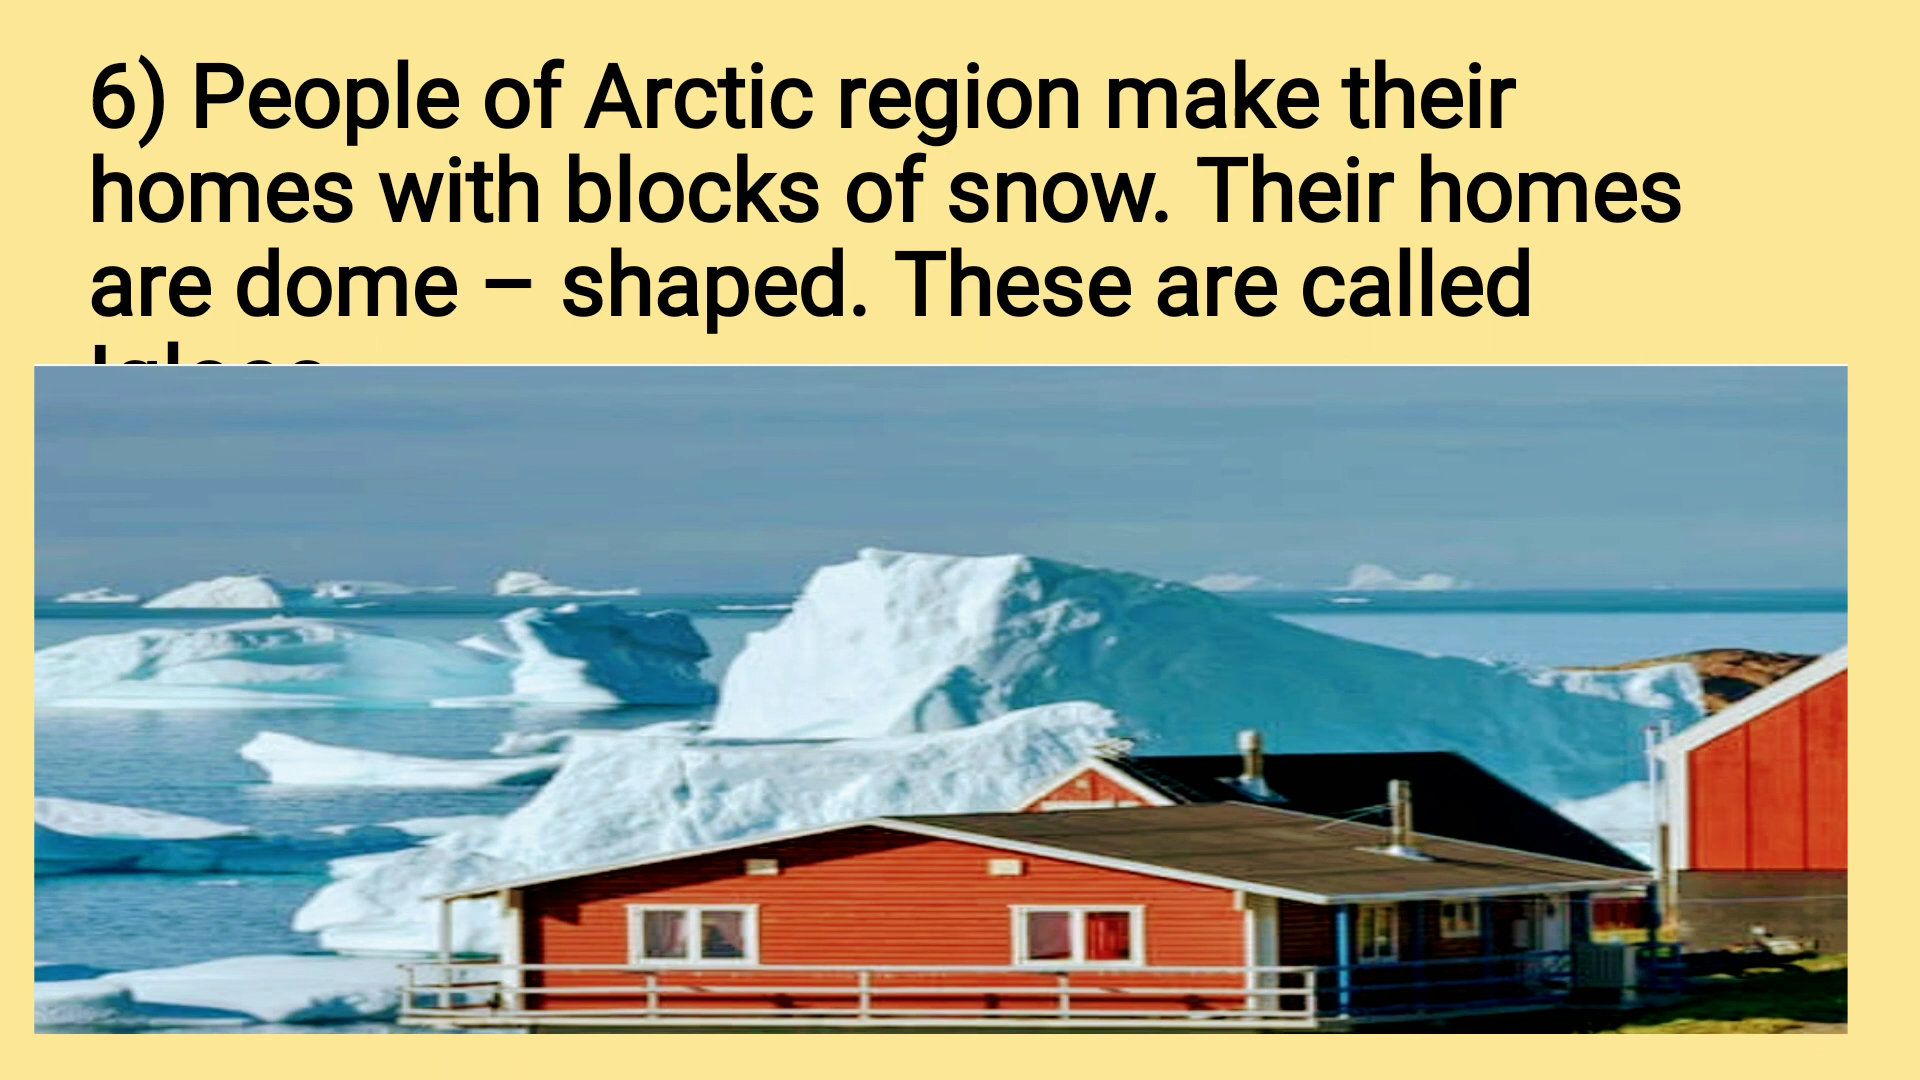 6) People of Arctic region make their
homes with blocks of snow. Their homes
are dome – shaped. These are called